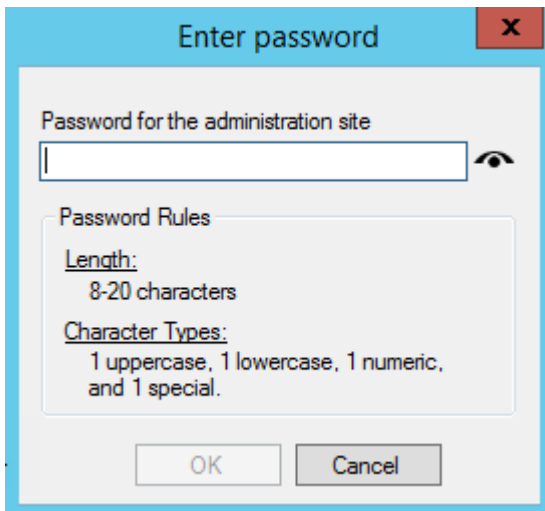 Enter password
x
Password for the administration site
Password Rules
Length:
8-20 characters
Character Types:
1 uppercase, 1 lowercase, 1 numeric,
and 1 special.
OK
Cancel